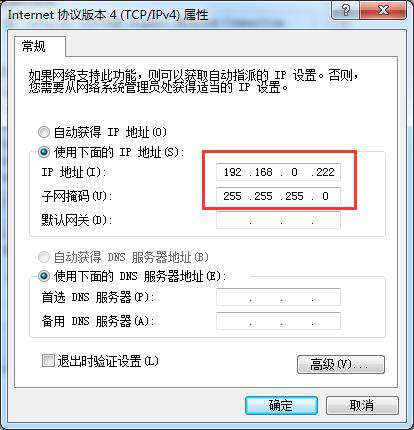 Internet 协议版本 4 (TCP/IPv4) 属性
常规
如果网络支持此功能，则可以获取自动指派的 IP 设置。否则，
您需要从网络系统管理员处获得适当的 IP 设置。
自动获得 IP 地址(O)
使用下面的 IP 地址(S):
IP 地址(I): 192 .168 . 0 .222
子网掩码(U): 255 .255 .255 . 0
默认网关(D): . . .
自动获得 DNS 服务器地址(B)
使用下面的 DNS 服务器地址(E):
首选 DNS 服务器(P): . . .
备用 DNS 服务器(A): . . .
退出时验证设置(L)
高级(V)...
确定 取消